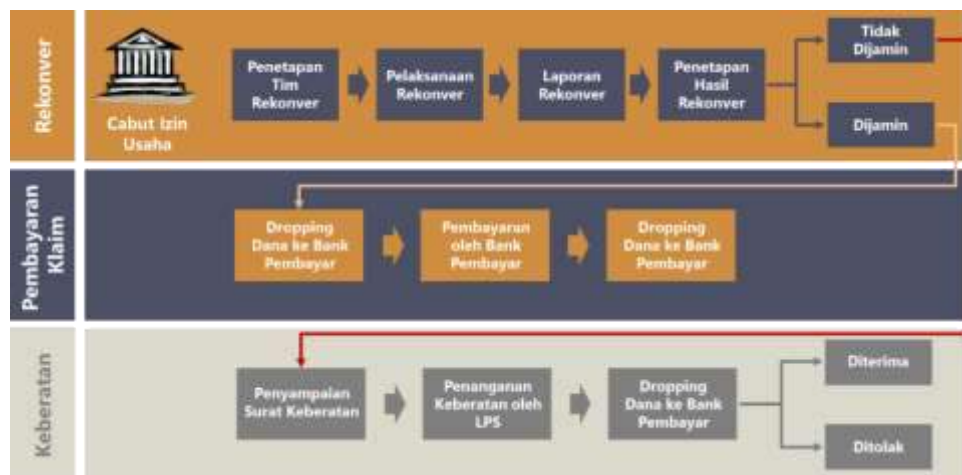 Rekonver
Cabut Izin
Usaha
Penetapan
Tim
Rekonver
Pelaksanaan
Rekonver
Laporan
Rekonver
Penetapan
Hasil
Rekonver
Tidak
Dijamin
Dijamin
Pembayaran
Klaim
Dropping
Dana ke Bank
Pembayar
Pembayaran
oleh Bank
Pembayar
Dropping
Dana ke Bank
Pembayar
Keberatan
Penyampaian
Surat Keberatan
Penanganan
Keberatan oleh
LPS
Dropping
Dana ke Bank
Pembayar
Diterima
Ditolak